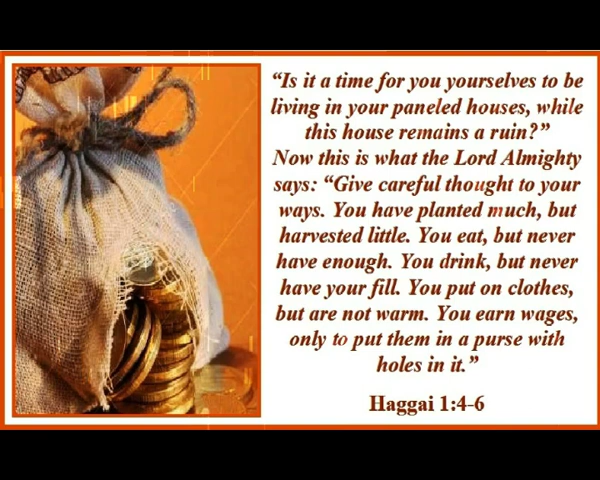 “Is it a time for you yourselves to be
living in your paneled houses, while
this house remains a ruin?”
Now this is what the Lord Almighty
says: “Give careful thought to your
ways. You have planted much, but
harvested little. You eat, but never
have enough. You drink, but never
have your fill. You put on clothes,
but are not warm. You earn wages,
only to put them in a purse with
holes in it.”
Haggai 1:4-6